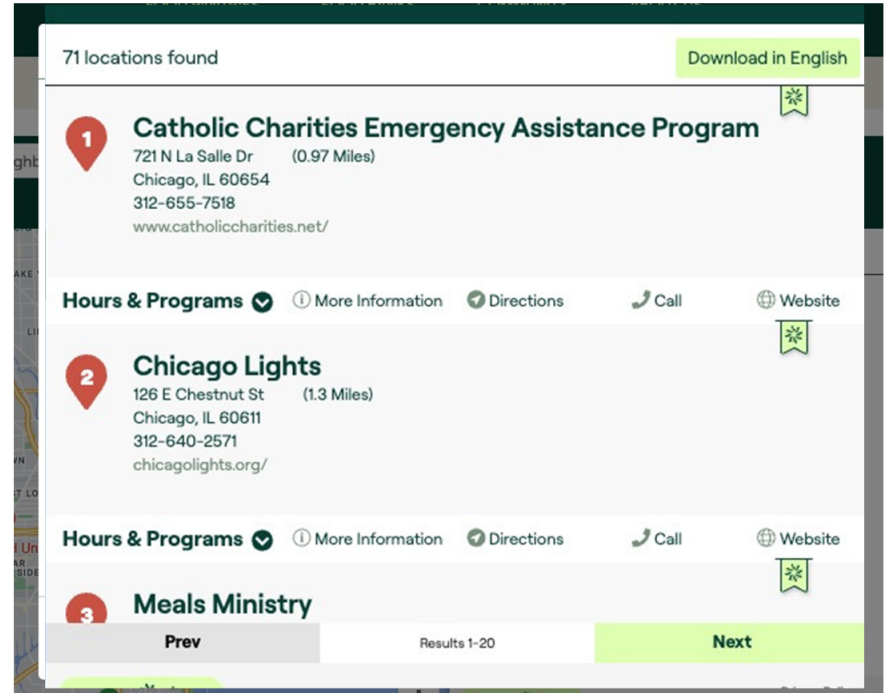 71 locations found
Download in English
1
Catholic Charities Emergency Assistance Program
721 N La Salle Dr (0.97 Miles)
Chicago, IL 60654
312-655-7518
www.catholiccharities.net/
Hours & Programs More Information Directions Call Website
2
Chicago Lights
126 E Chestnut St (1.3 Miles)
Chicago, IL 60611
312-640-2571
chicagolights.org/
Hours & Programs More Information Directions Call Website
3
Meals Ministry
Prev Results 1-20 Next